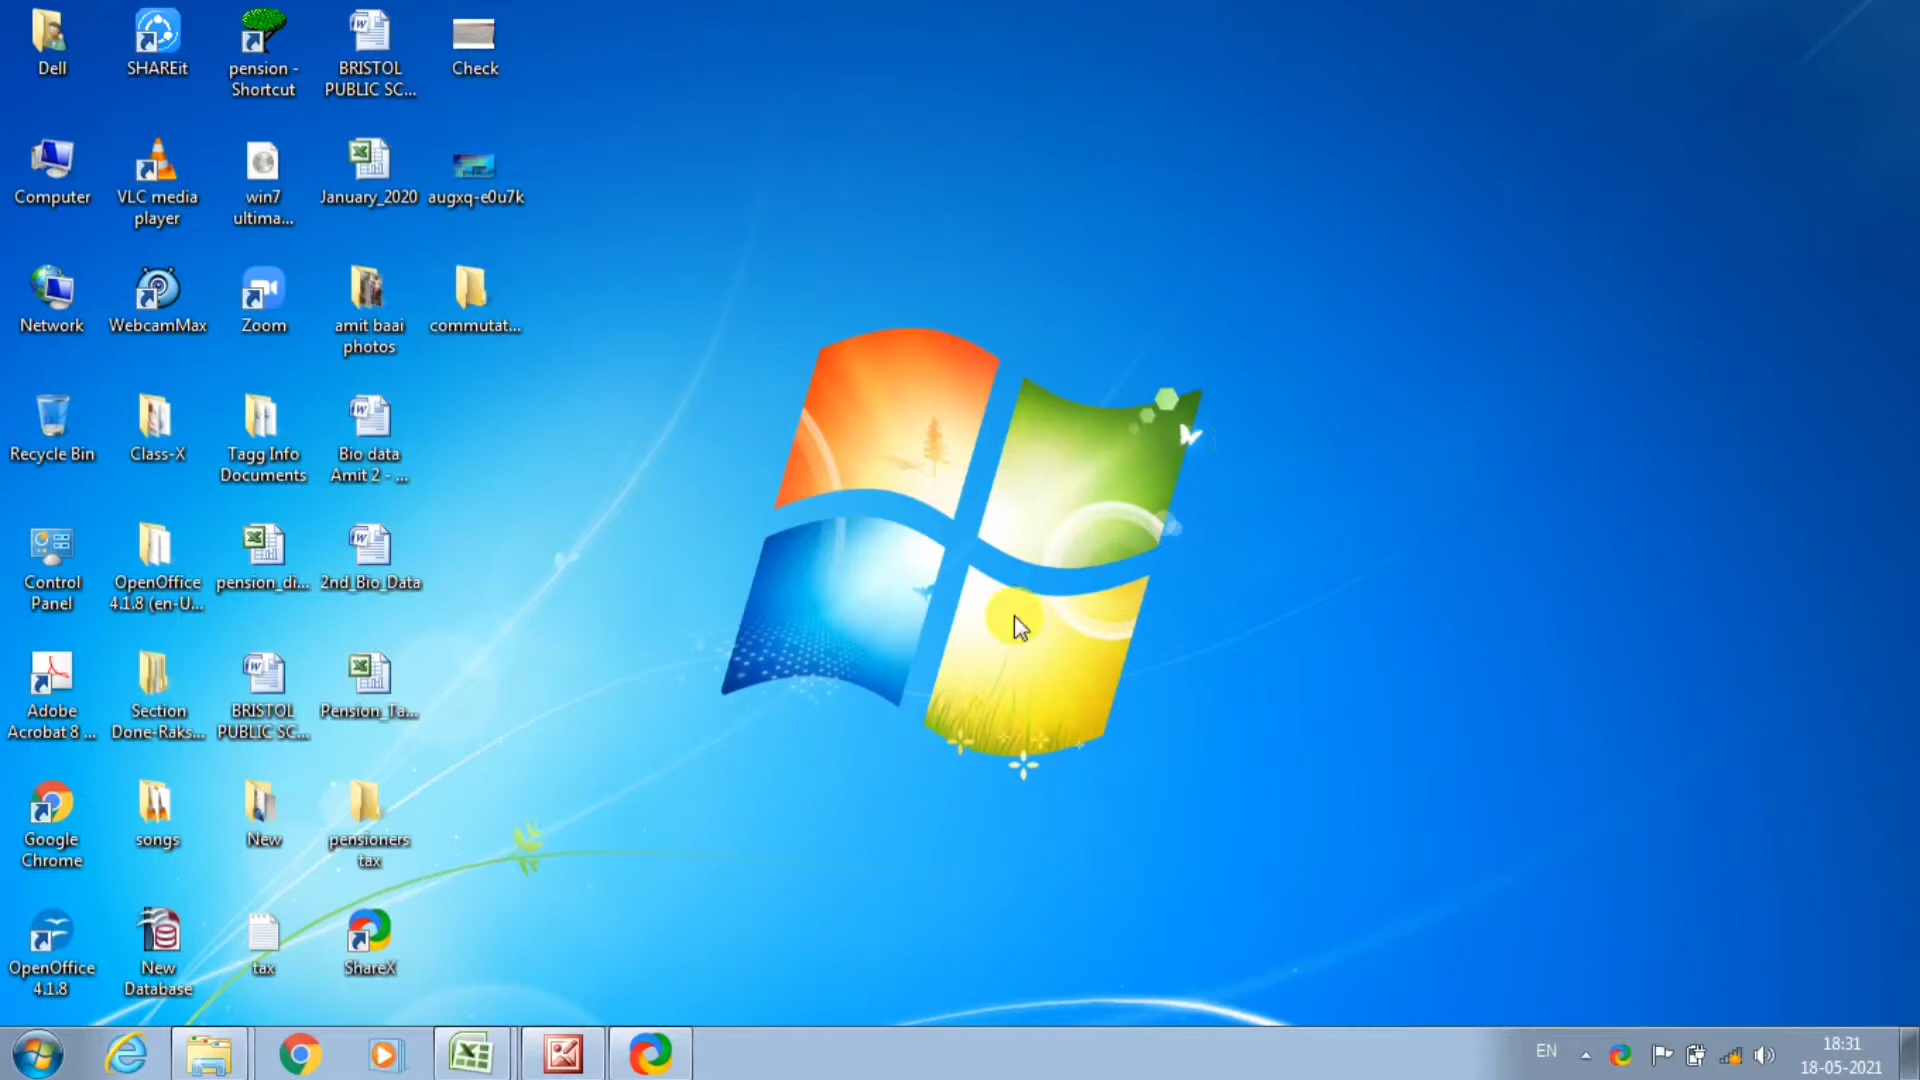 Dell
SHAREit
pension -
Shortcut
BRISTOL
PUBLIC SC...
Check
Computer
VLC media
player
win7
ultima...
January_2020
augxq-e0u7k
Network
WebcamMax
Zoom
amit baai
photos
commutat...
Recycle Bin
Class-X
Tagg Info
Documents
Bio data
Amit 2 - ...
Control
Panel
OpenOffice
4.1.8 (en-U...
pension_di...
2nd_Bio_Data
Adobe
Acrobat 8 ...
Section
Done-Raks...
BRISTOL
PUBLIC SC...
Pension_Ta...
Google
Chrome
songs
New
pensioners
tax
OpenOffice
4.1.8
New
Database
tax
ShareX
EN
18:31
18-05-2021